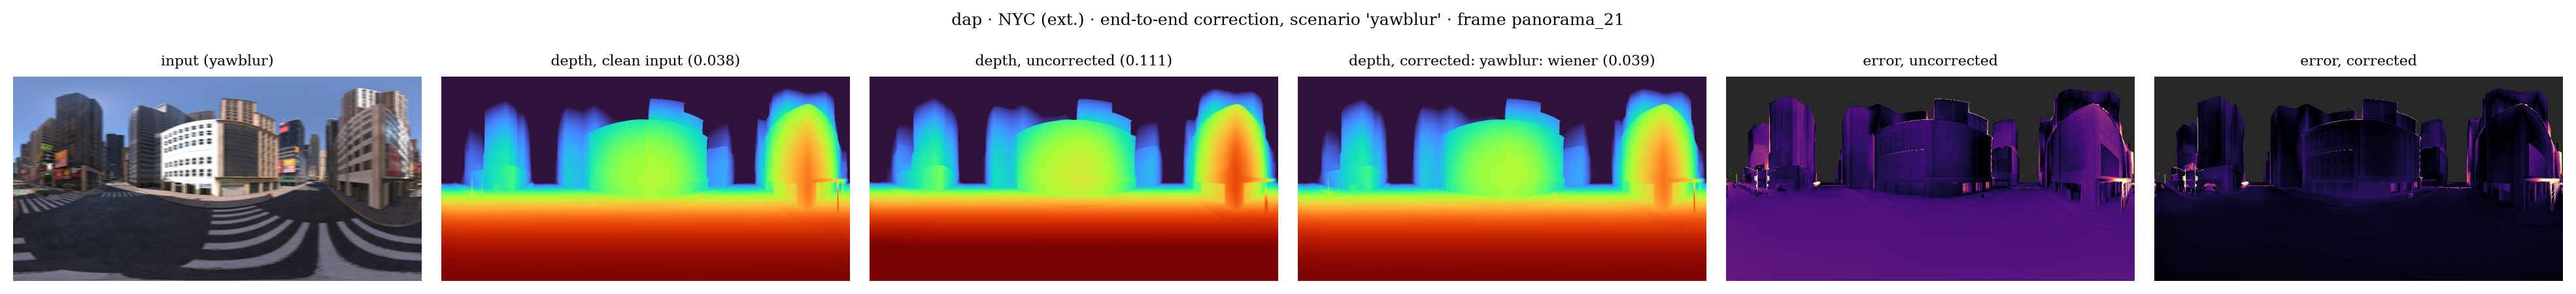 dap · NYC (ext.) · end-to-end correction, scenario 'yawblur' · frame panorama_21
input (yawblur)
depth, clean input (0.038)
depth, uncorrected (0.111)
depth, corrected: yawblur: wiener (0.039)
error, uncorrected
error, corrected